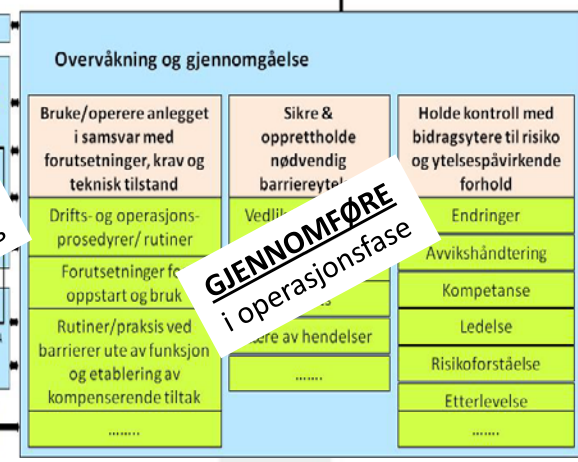 Overvåkning og gjennomgåelse
Bruke/operere anlegget
i samsvar med
forutsetninger, krav og
teknisk tilstand
Drifts- og operasjons-
prosedyrer/ rutiner
Forutsetninger
oppstart og bruk
Rutiner/praksis ved
barrierer ute av funksjon
og etablering av
kompenserende tiltak
........
Sikre &
opprettholde
nødvendig
av hendelser
.......
Holde kontroll med
bidragsytere til risiko
og ytelsespåvirkende
forhold
Endringer
Avvikshåndtering
Kompetanse
Ledelse
Risikoforståelse
Etterlevelse
.......
GJENNOMFØRE
i operasjonsfase